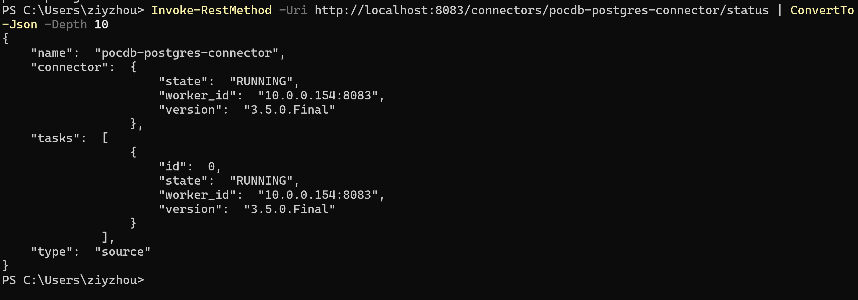 PS C:\Users\ziyzhou> Invoke-RestMethod -Uri http://localhost:8083/connectors/pocdb-postgres-connector/status | ConvertTo
-Json -Depth 10
{
    "name":  "pocdb-postgres-connector",
    "connector":  {
                      "state":  "RUNNING",
                      "worker_id":  "10.0.0.154:8083",
                      "version":  "3.5.0.Final"
                  },
    "tasks":  [
                  {
                      "id":  0,
                      "state":  "RUNNING",
                      "worker_id":  "10.0.0.154:8083",
                      "version":  "3.5.0.Final"
                  }
              ],
    "type":  "source"
}
PS C:\Users\ziyzhou>